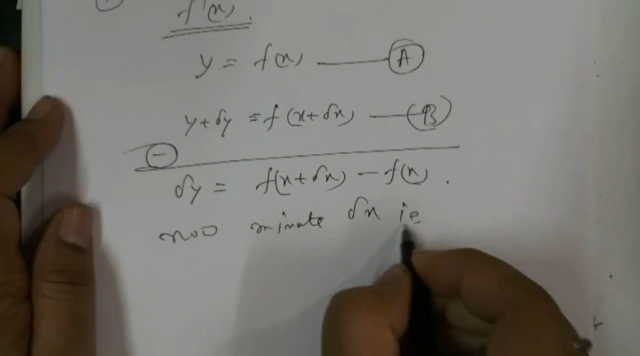 f'(x).
y = f(x) — A
y + δy = f(x + δx) — B
−
δy = f(x + δx) − f(x).
minute δx ie